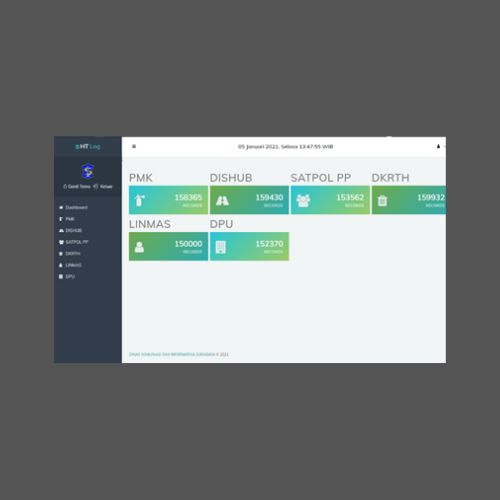 HT Log
05 Januari 2021, Selasa 13:47:55 WIB
Ganti Tema Keluar
Dashboard
PMK
DISHUB
SATPOL PP
DKRTH
LINMAS
DPU
PMK
158365
RECORDS
DISHUB
159430
RECORDS
SATPOL PP
153562
RECORDS
DKRTH
159932
RECORDS
LINMAS
150000
RECORDS
DPU
152370
RECORDS
DINAS KOMUNIKASI DAN INFORMATIKA SURABAYA © 2021